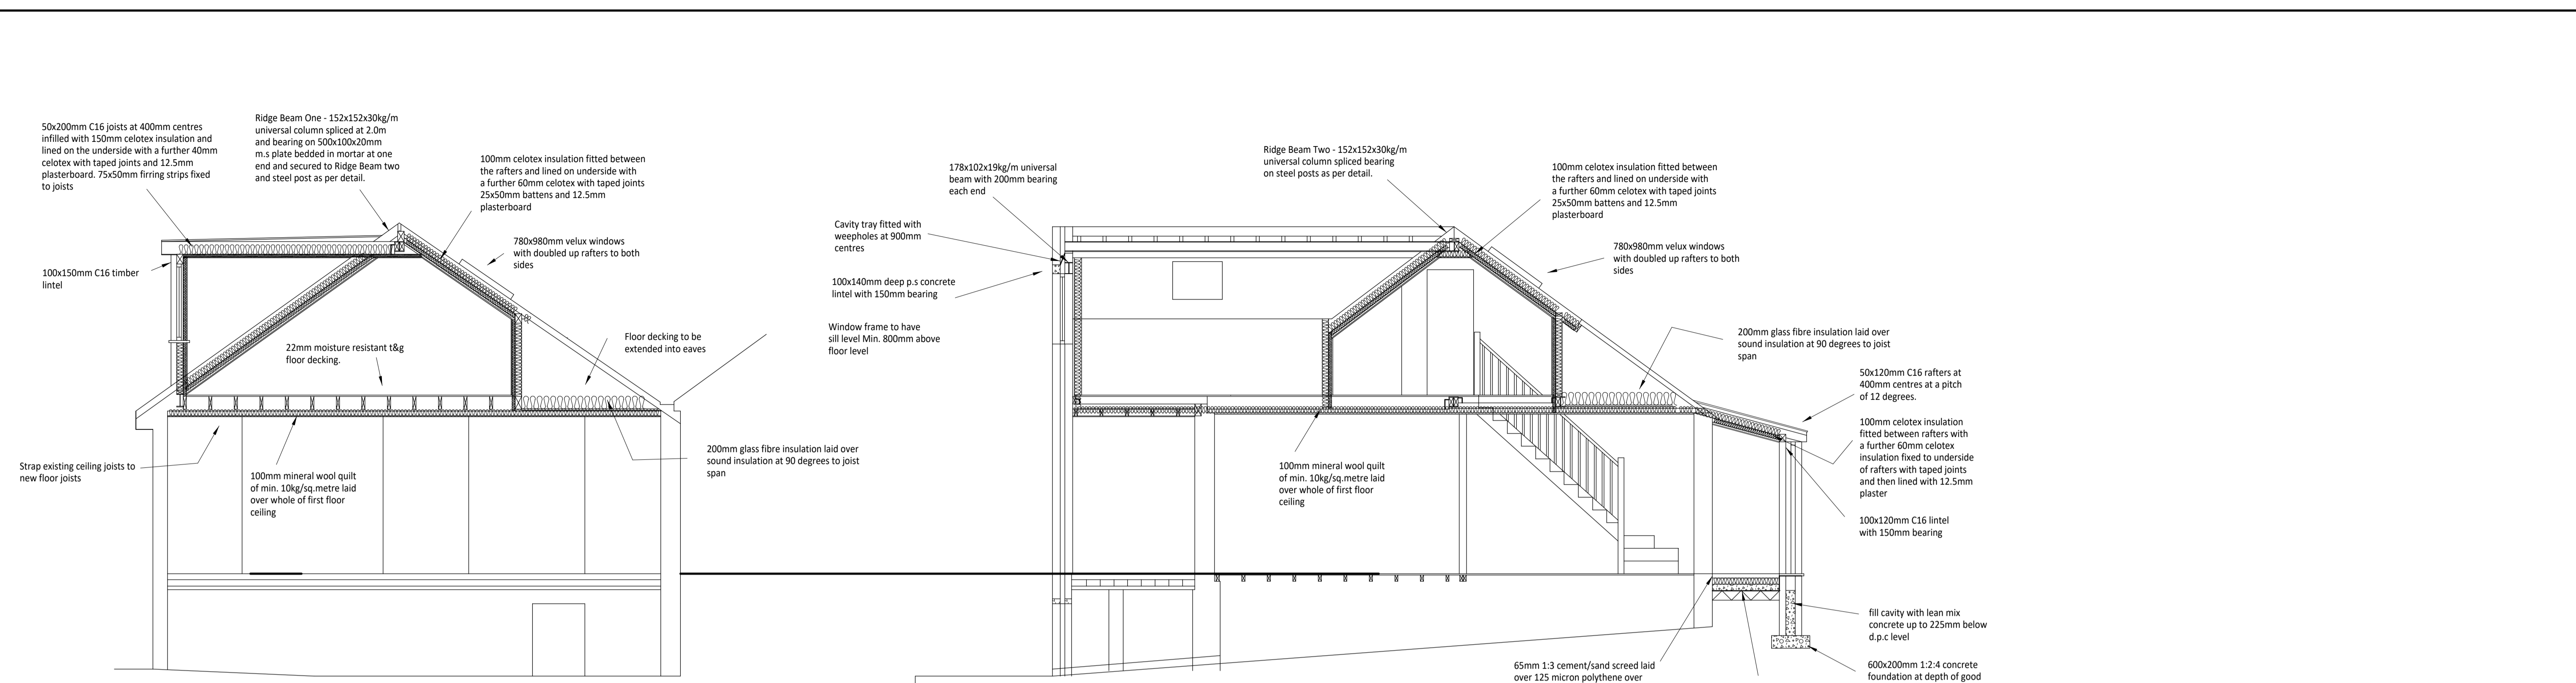 50x200mm C16 joists at 400mm centres
infilled with 150mm celotex insulation and
lined on the underside with a further 40mm
celotex with taped joints and 12.5mm
plasterboard. 75x50mm firring strips fixed
to joists
Ridge Beam One - 152x152x30kg/m
universal column spliced at 2.0m
and bearing on 500x100x20mm
m.s plate bedded in mortar at one
end and secured to Ridge Beam two
and steel post as per detail.
100mm celotex insulation fitted between
the rafters and lined on underside with
a further 60mm celotex with taped joints
25x50mm battens and 12.5mm
plasterboard
780x980mm velux windows
with doubled up rafters to both
sides
100x150mm C16 timber
lintel
22mm moisture resistant t&g
floor decking.
Floor decking to be
extended into eaves
Strap existing ceiling joists to
new floor joists
100mm mineral wool quilt
of min. 10kg/sq.metre laid
over whole of first floor
ceiling
200mm glass fibre insulation laid over
sound insulation at 90 degrees to joist
span
178x102x19kg/m universal
beam with 200mm bearing
each end
Cavity tray fitted with
weepholes at 900mm
centres
100x140mm deep p.s concrete
lintel with 150mm bearing
Window frame to have
sill level Min. 800mm above
floor level
Ridge Beam Two - 152x152x30kg/m
universal column spliced bearing
on steel posts as per detail.
100mm celotex insulation fitted between
the rafters and lined on underside with
a further 60mm celotex with taped joints
25x50mm battens and 12.5mm
plasterboard
780x980mm velux windows
with doubled up rafters to both
sides
200mm glass fibre insulation laid over
sound insulation at 90 degrees to joist
span
50x120mm C16 rafters at
400mm centres at a pitch
of 12 degrees.
100mm celotex insulation
fitted between rafters with
a further 60mm celotex
insulation fixed to underside
of rafters with taped joints
and then lined with 12.5mm
plaster
100x120mm C16 lintel
with 150mm bearing
100mm mineral wool quilt
of min. 10kg/sq.metre laid
over whole of first floor
ceiling
fill cavity with lean mix
concrete up to 225mm below
d.p.c level
65mm 1:3 cement/sand screed laid
over 125 micron polythene over
600x200mm 1:2:4 concrete
foundation at depth of good